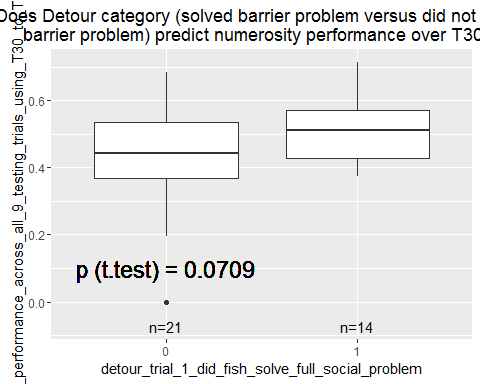 Does Detour category (solved barrier problem versus did not
barrier problem) predict numerosity performance over T30
_performance_across_all_9_testing_trials_using_T30_to_T
0.6
0.4
0.2
0.0
p (t.test) = 0.0709
n=21
n=14
0
1
detour_trial_1_did_fish_solve_full_social_problem